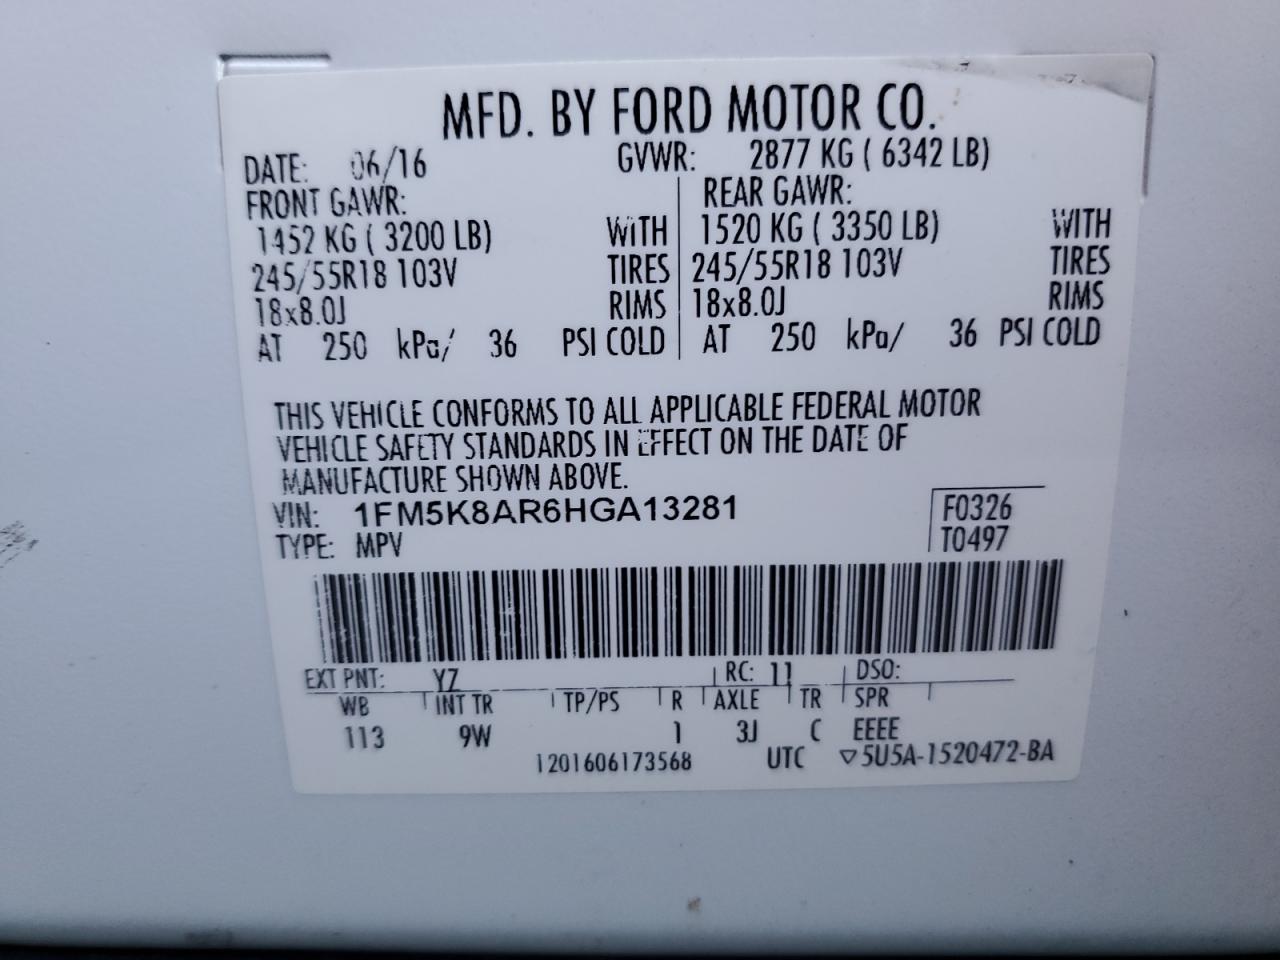 MFD. BY FORD MOTOR CO.
DATE: 06/16 GVWR: 2877 KG ( 6342 LB)
FRONT GAWR: REAR GAWR:
1452 KG ( 3200 LB) WITH 1520 KG ( 3350 LB) WITH
245/55R18 103V TIRES 245/55R18 103V TIRES
18x8.0J RIMS 18x8.0J RIMS
AT 250 kPa/ 36 PSI COLD AT 250 kPa/ 36 PSI COLD
THIS VEHICLE CONFORMS TO ALL APPLICABLE FEDERAL MOTOR
VEHICLE SAFETY STANDARDS IN EFFECT ON THE DATE OF
MANUFACTURE SHOWN ABOVE.
VIN: 1FM5K8AR6HGA13281 F0326
TYPE: MPV T0497
EXT PNT: YZ RC: 11 DSO:
WB INT TR TP/PS R AXLE TR SPR
113 9W 1 3J C EEEE
1201606173568 UTC ▽5U5A-1520472-BA